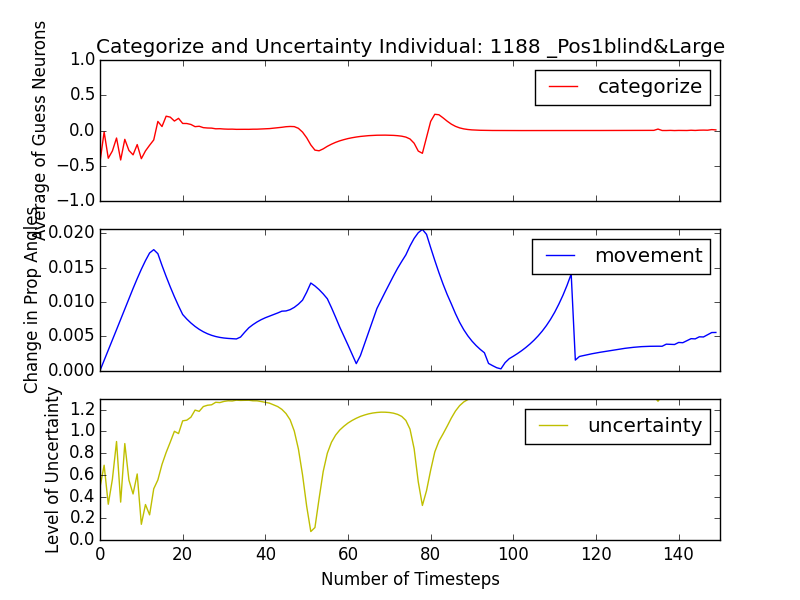 Categorize and Uncertainty Individual: 1188 _Pos1blind&Large
Average of Guess Neurons
1.0
0.5
0.0
−0.5
−1.0
categorize
Change in Prop Angles
0.020
0.015
0.010
0.005
0.000
movement
Level of Uncertainty
1.2
1.0
0.8
0.6
0.4
0.2
0.0
uncertainty
0 20 40 60 80 100 120 140
Number of Timesteps